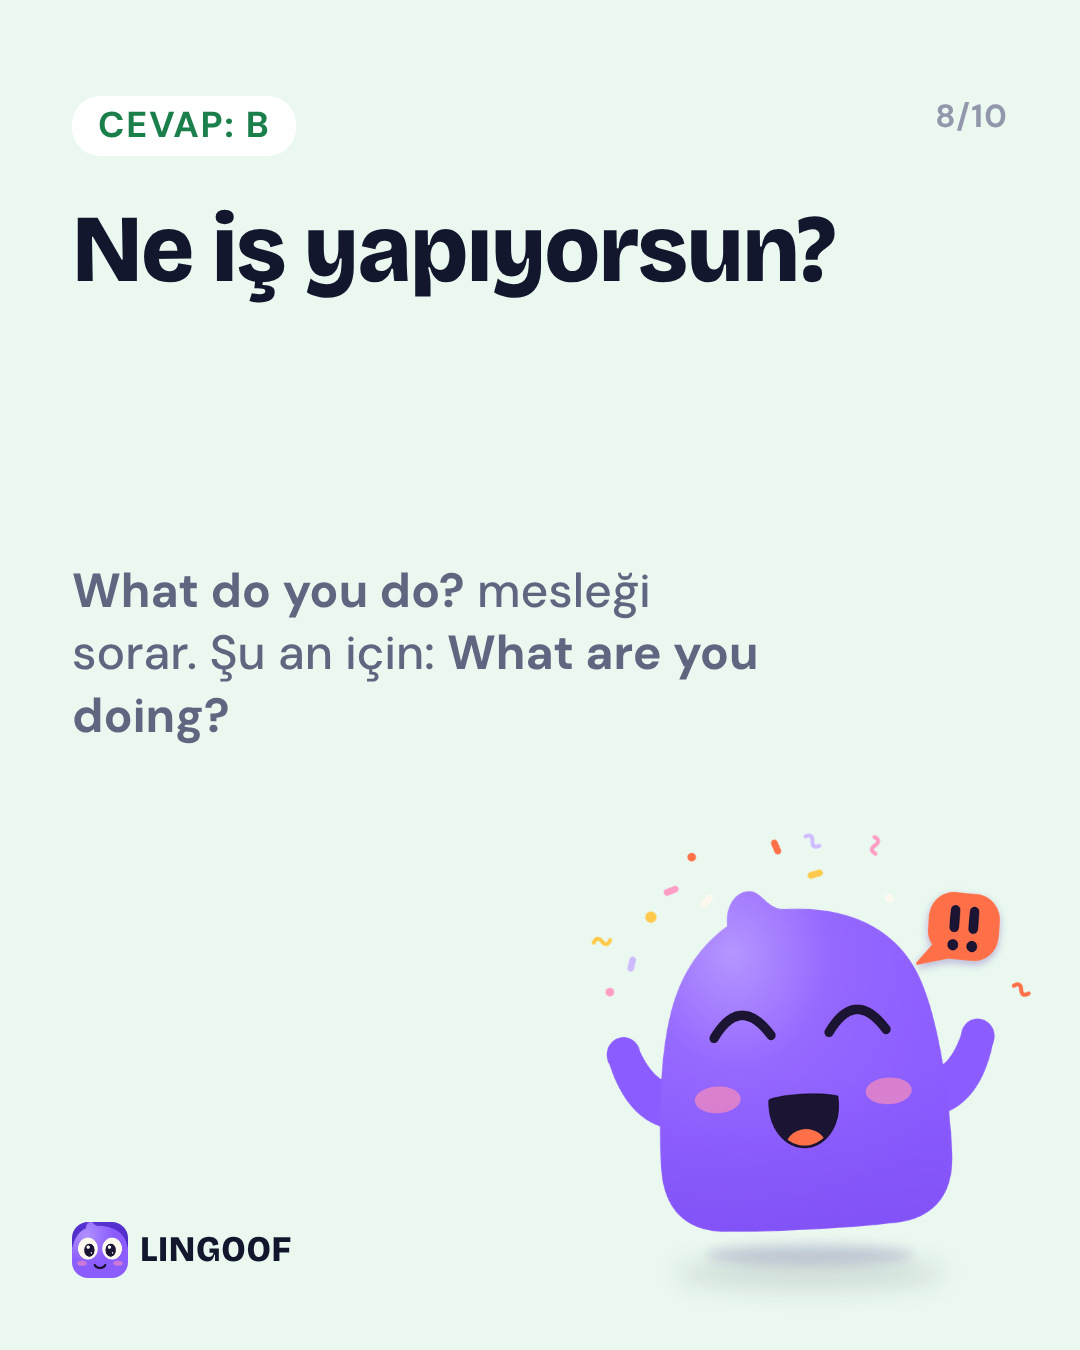 CEVAP: B
8/10
Ne iş yapıyorsun?
What do you do? mesleği
sorar. Şu an için: What are you
doing?
!!
LINGOOF